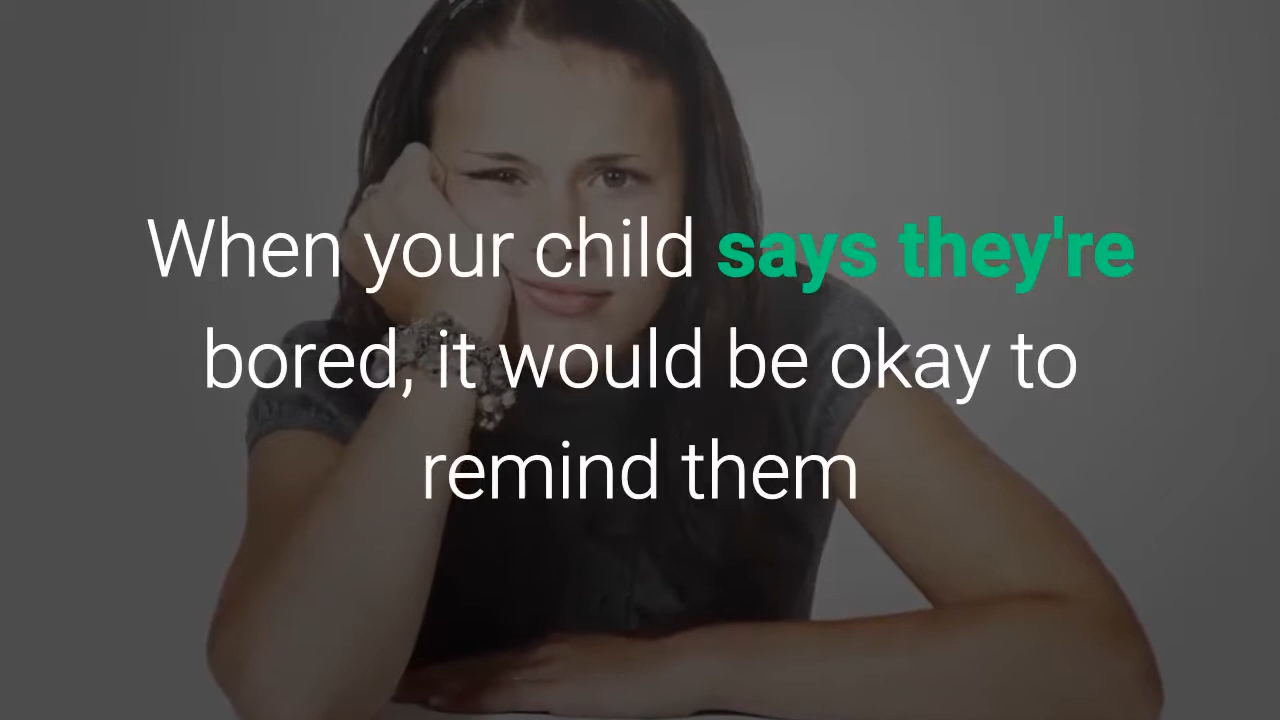 When your child says they're
bored, it would be okay to
remind them